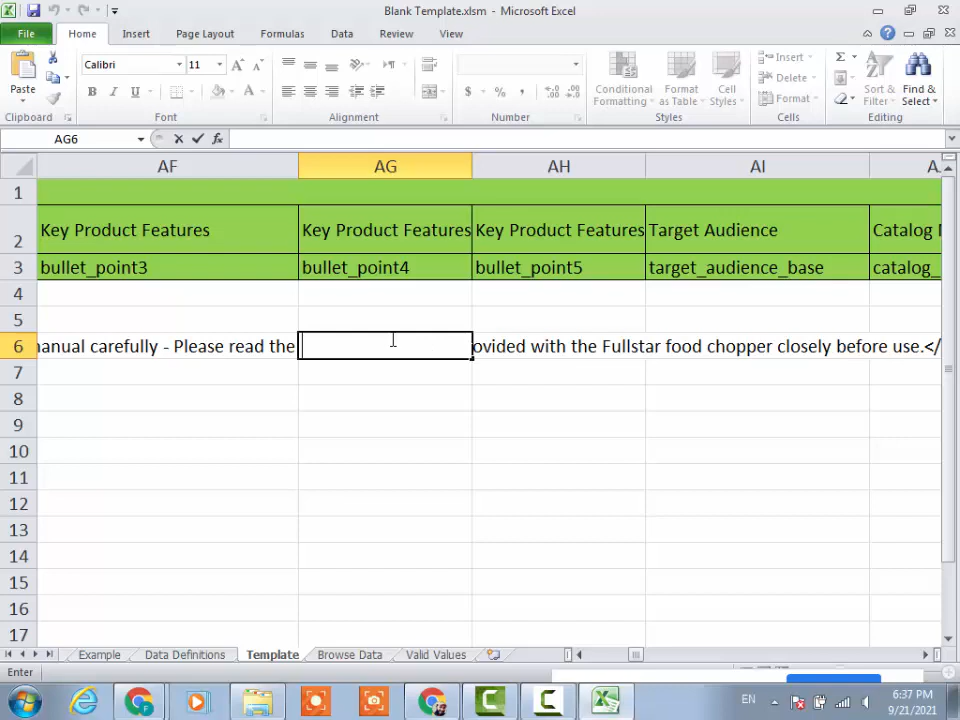 Blank Template.xlsm - Microsoft Excel
File Home Insert Page Layout Formulas Data Review View
Paste
Calibri 11
B I U
$ % ,
Conditional Formatting
Format as Table
Cell Styles
Insert
Delete
Format
Sort & Filter
Find & Select
Clipboard Font Alignment Number Styles Cells Editing
AG6 fx
AF AG AH AI A
1
2 Key Product Features Key Product Features Key Product Features Target Audience Catalog
3 bullet_point3 bullet_point4 bullet_point5 target_audience_base catalog_
4
5
6 manual carefully - Please read the ovided with the Fullstar food chopper closely before use.</
7
8
9
10
11
12
13
14
15
16
17
Example Data Definitions Template Browse Data Valid Values
Enter
EN 6:37 PM
9/21/2021